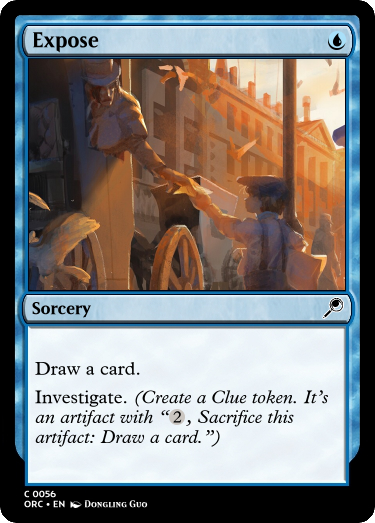 Expose
Sorcery
Draw a card.
Investigate. (Create a Clue token. It's
an artifact with “2, Sacrifice this
artifact: Draw a card.”)
C 0056
ORC • EN Dongling Guo